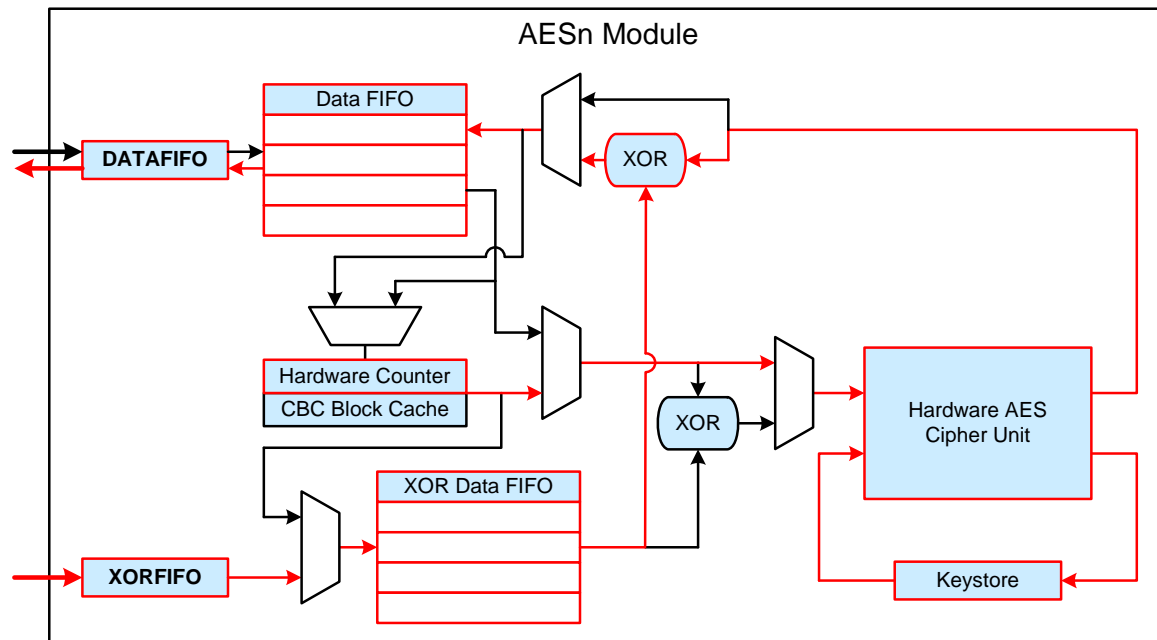 AESn Module
Data FIFO
DATAFIFO
XOR
Hardware Counter
CBC Block Cache
XOR
Hardware AES
Cipher Unit
XOR Data FIFO
XORFIFO
Keystore